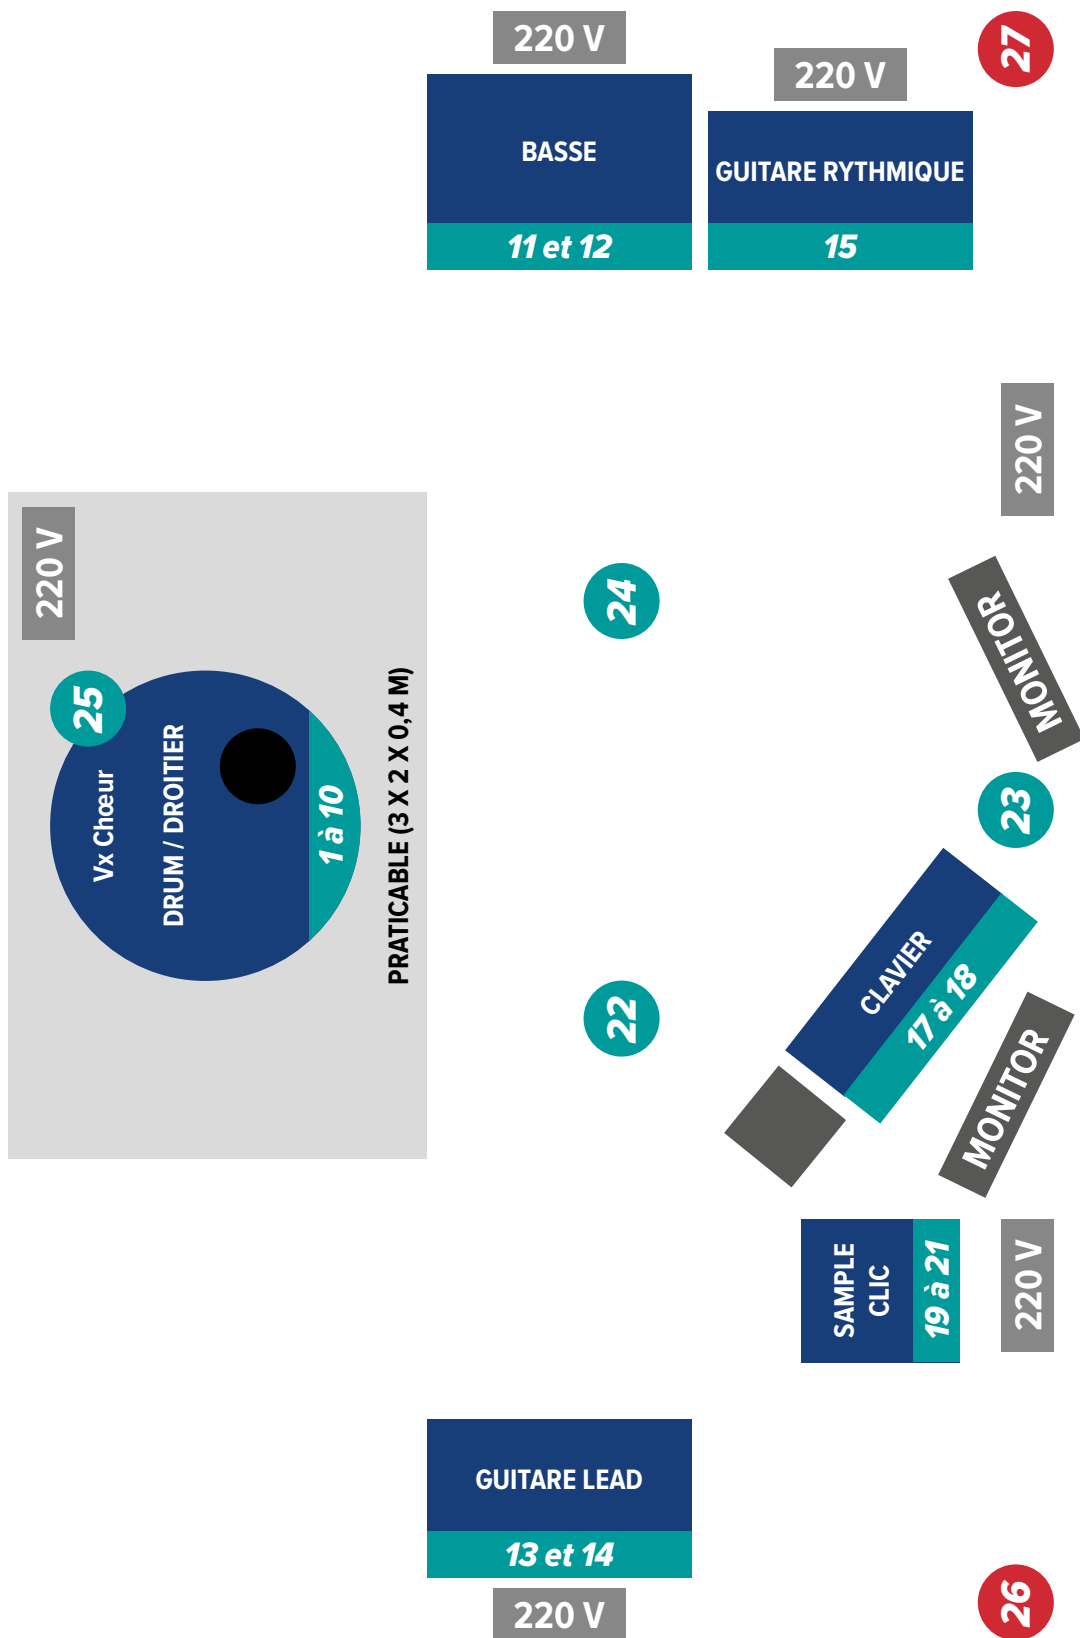 220 V
27
220 V
BASSE
GUITARE RYTHMIQUE
11 et 12
15
220 V
220 V
24
MONITOR
25
Vx Chœur
DRUM / DROITIER
1 à 10
PRATICABLE (3 X 2 X 0,4 M)
23
22
CLAVIER
17 à 18
MONITOR
SAMPLE
CLIC
19 à 21
220 V
GUITARE LEAD
13 et 14
220 V
26